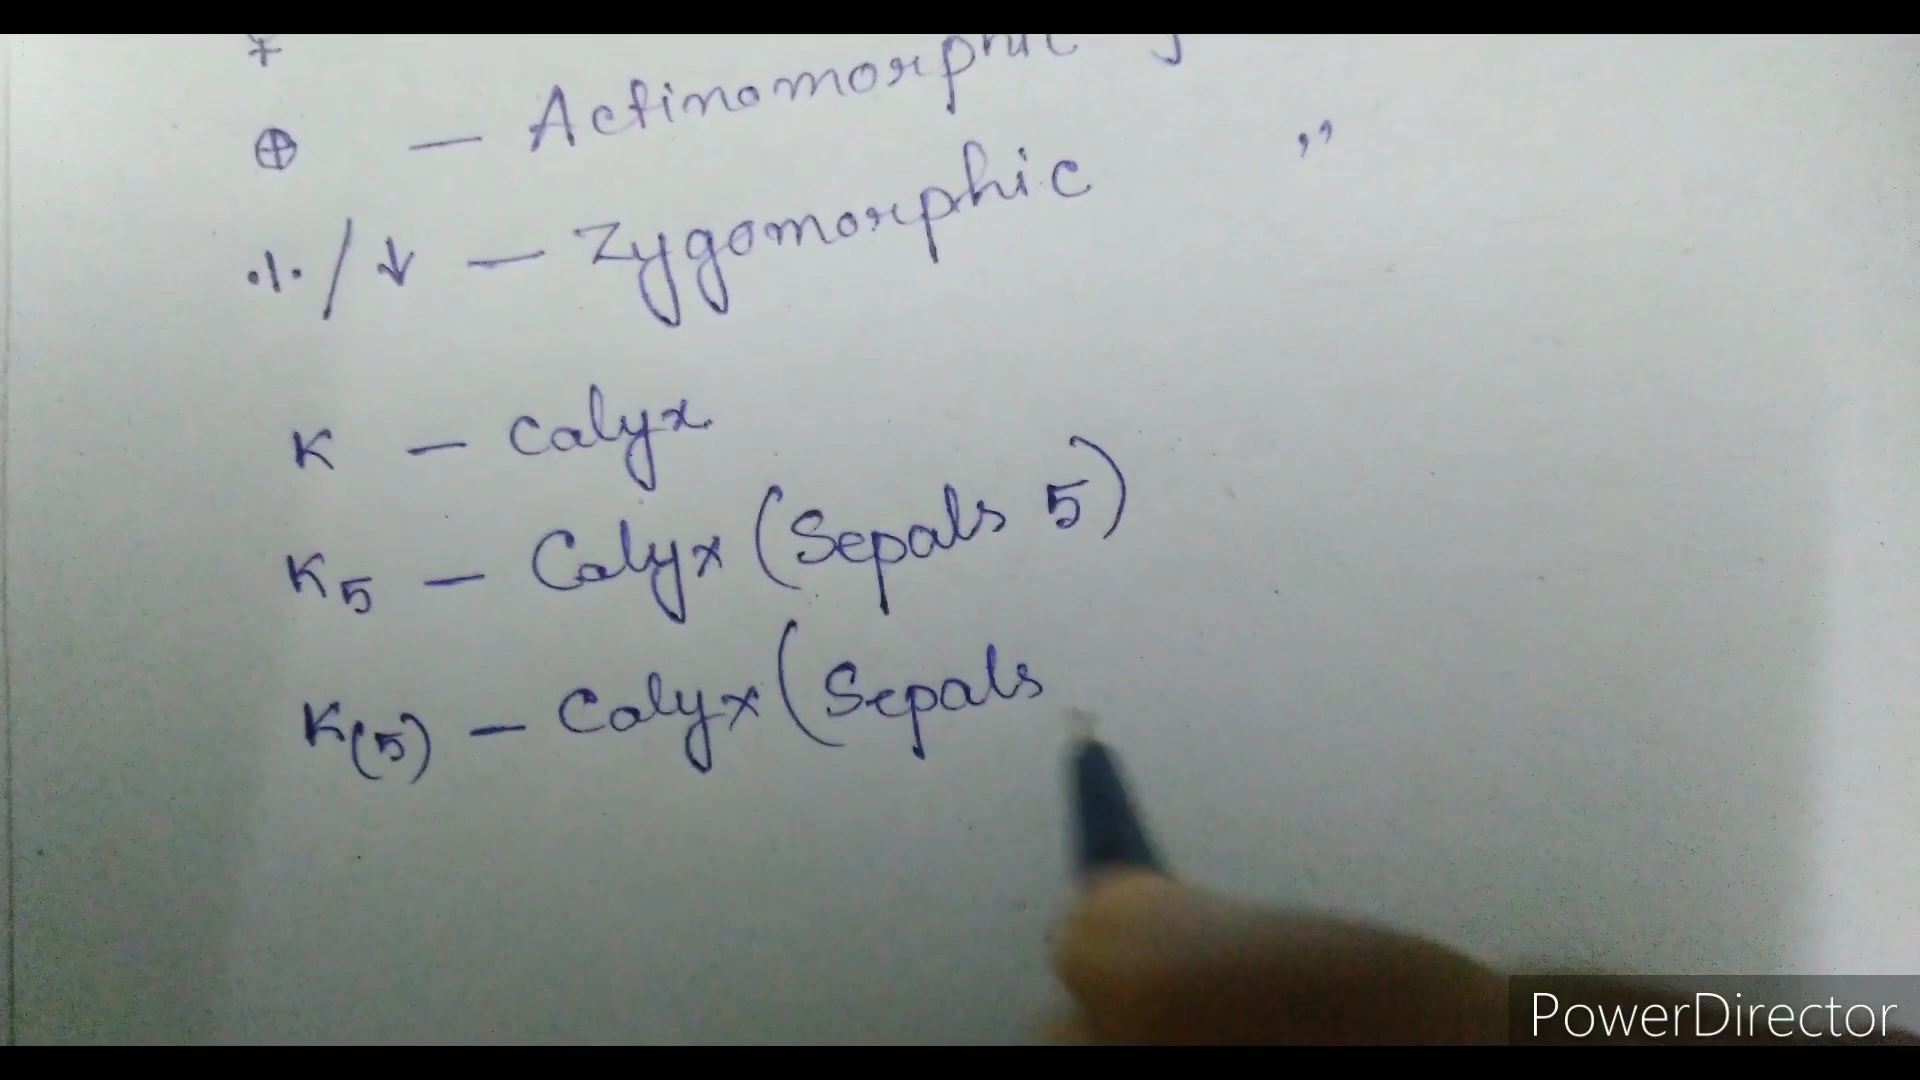 ⊕ — Actinomorphic
·|· / ↓ — Zygomorphic ,,
K — Calyx
K5 — Calyx (Sepals 5)
K(5) — Calyx (Sepals
PowerDirector